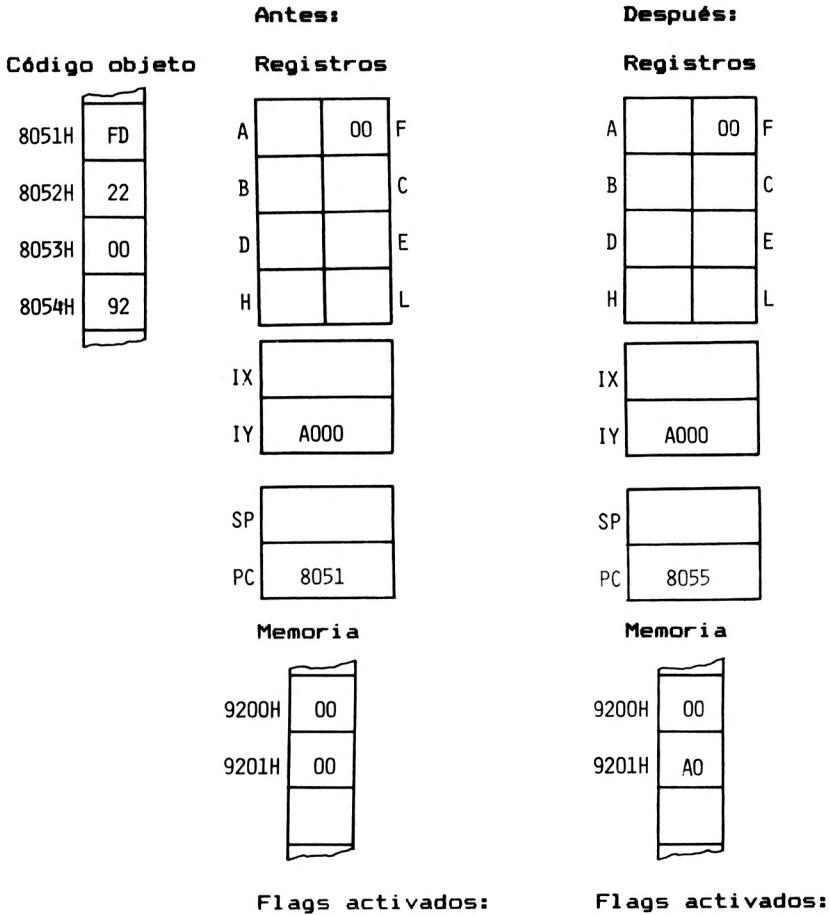 Antes:
Después:
Código objeto
Registros
Registros
8051H FD
8052H 22
8053H 00
8054H 92
A 00 F
B C
D E
H L
IX
IY A000
SP
PC 8051
A 00 F
B C
D E
H L
IX
IY A000
SP
PC 8055
Memoria
Memoria
9200H 00
9201H 00
9200H 00
9201H A0
Flags activados:
Flags activados: